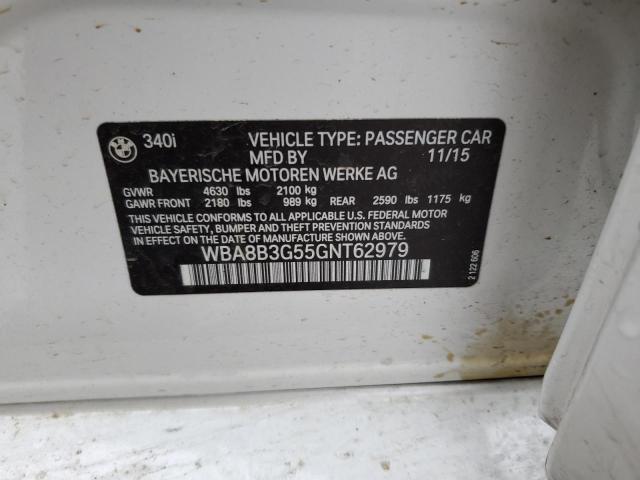 340i VEHICLE TYPE: PASSENGER CAR
MFD BY 11/15
BAYERISCHE MOTOREN WERKE AG
GVWR 4630 lbs 2100 kg
GAWR FRONT 2180 lbs 989 kg REAR 2590 lbs 1175 kg
THIS VEHICLE CONFORMS TO ALL APPLICABLE U.S. FEDERAL MOTOR
VEHICLE SAFETY, BUMPER AND THEFT PREVENTION STANDARDS
IN EFFECT ON THE DATE OF MANUFACTURE SHOWN ABOVE.
WBA8B3G55GNT62979
2 122 606